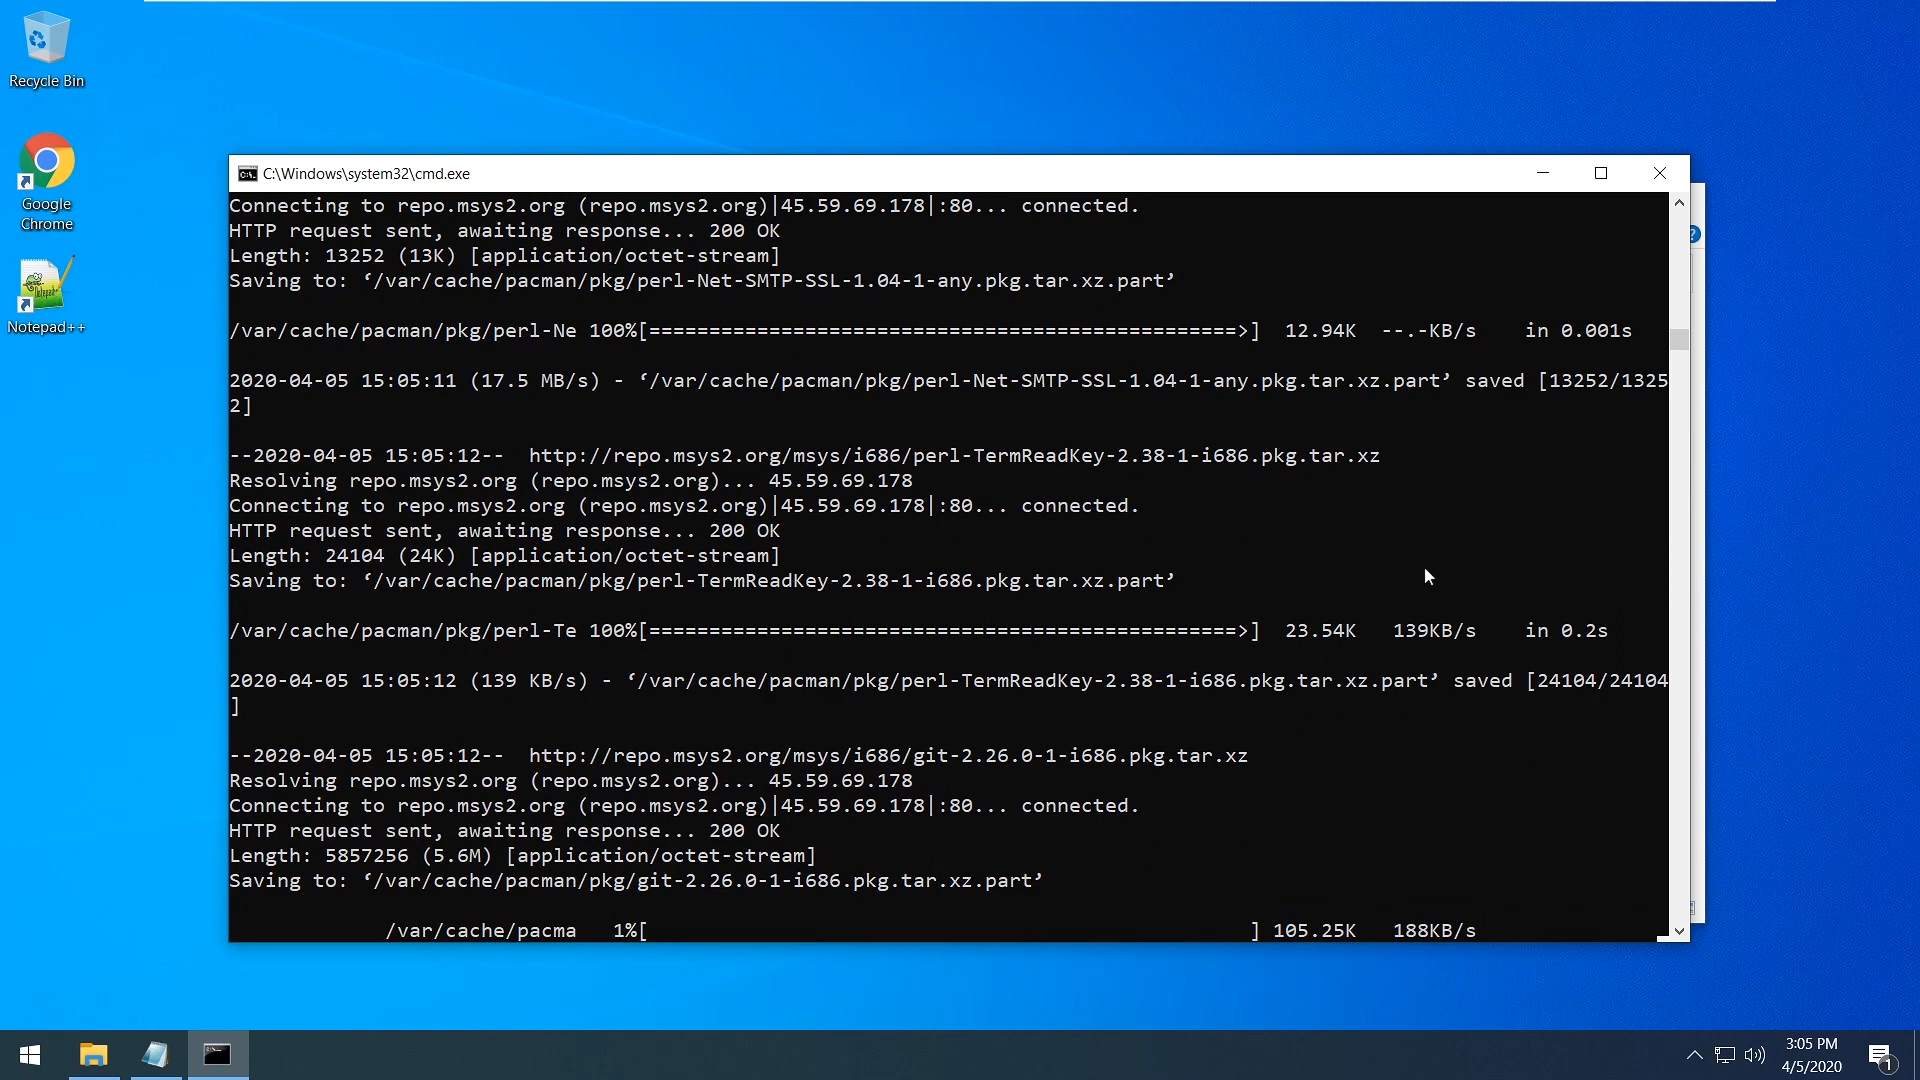 Recycle Bin
Google
Chrome
Notepad++
C:\Windows\system32\cmd.exe
Connecting to repo.msys2.org (repo.msys2.org)|45.59.69.178|:80... connected.
HTTP request sent, awaiting response... 200 OK
Length: 13252 (13K) [application/octet-stream]
Saving to: ‘/var/cache/pacman/pkg/perl-Net-SMTP-SSL-1.04-1-any.pkg.tar.xz.part’
/var/cache/pacman/pkg/perl-Ne 100%[=================================================>]  12.94K  --.-KB/s    in 0.001s
2020-04-05 15:05:11 (17.5 MB/s) - ‘/var/cache/pacman/pkg/perl-Net-SMTP-SSL-1.04-1-any.pkg.tar.xz.part’ saved [13252/1325
2]
--2020-04-05 15:05:12--  http://repo.msys2.org/msys/i686/perl-TermReadKey-2.38-1-i686.pkg.tar.xz
Resolving repo.msys2.org (repo.msys2.org)... 45.59.69.178
Connecting to repo.msys2.org (repo.msys2.org)|45.59.69.178|:80... connected.
HTTP request sent, awaiting response... 200 OK
Length: 24104 (24K) [application/octet-stream]
Saving to: ‘/var/cache/pacman/pkg/perl-TermReadKey-2.38-1-i686.pkg.tar.xz.part’
/var/cache/pacman/pkg/perl-Te 100%[=================================================>]  23.54K   139KB/s    in 0.2s
2020-04-05 15:05:12 (139 KB/s) - ‘/var/cache/pacman/pkg/perl-TermReadKey-2.38-1-i686.pkg.tar.xz.part’ saved [24104/24104
]
--2020-04-05 15:05:12--  http://repo.msys2.org/msys/i686/git-2.26.0-1-i686.pkg.tar.xz
Resolving repo.msys2.org (repo.msys2.org)... 45.59.69.178
Connecting to repo.msys2.org (repo.msys2.org)|45.59.69.178|:80... connected.
HTTP request sent, awaiting response... 200 OK
Length: 5857256 (5.6M) [application/octet-stream]
Saving to: ‘/var/cache/pacman/pkg/git-2.26.0-1-i686.pkg.tar.xz.part’
/var/cache/pacma   1%[                                                  ] 105.25K   188KB/s
3:05 PM
4/5/2020
1